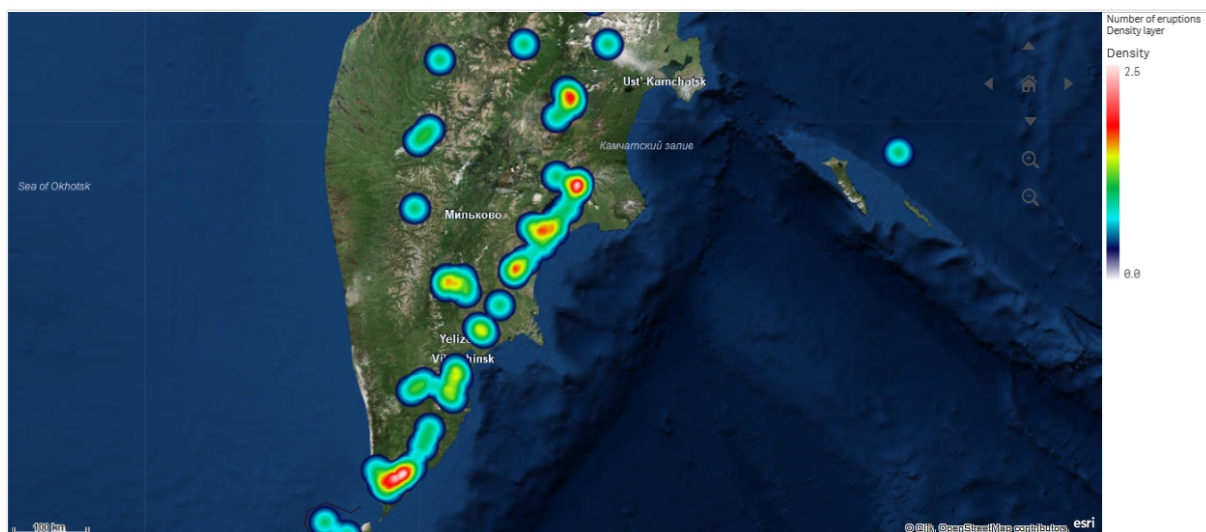 Number of eruptions
Density layer
Density
2.5
0.0
Ust'-Kamchatsk
Камчатский залив
Sea of Okhotsk
Мильково
100 km
© Qlik, OpenStreetMap contributors,
esri